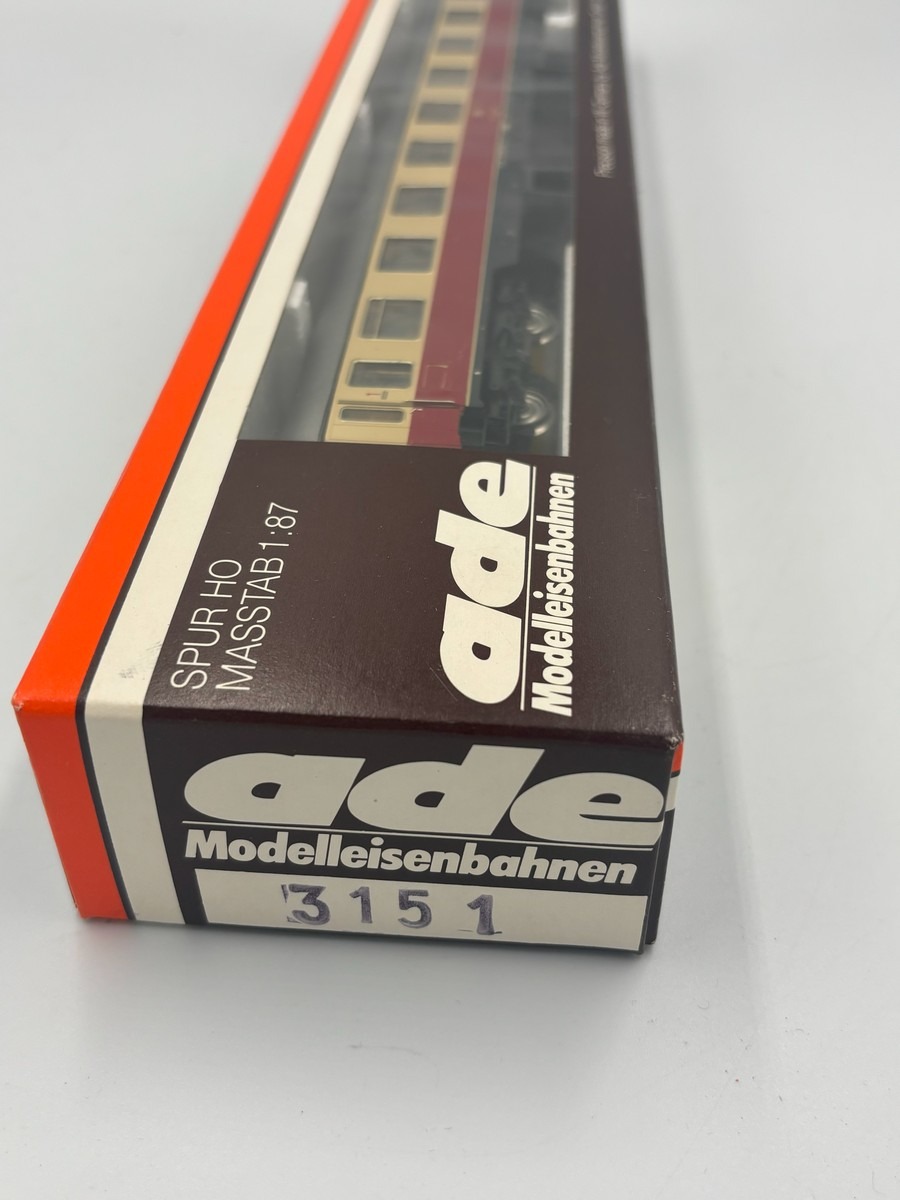 SPUR HO
MASSTAB 1:87
ade
Modelleisenbahnen
ade
Modelleisenbahnen
3151